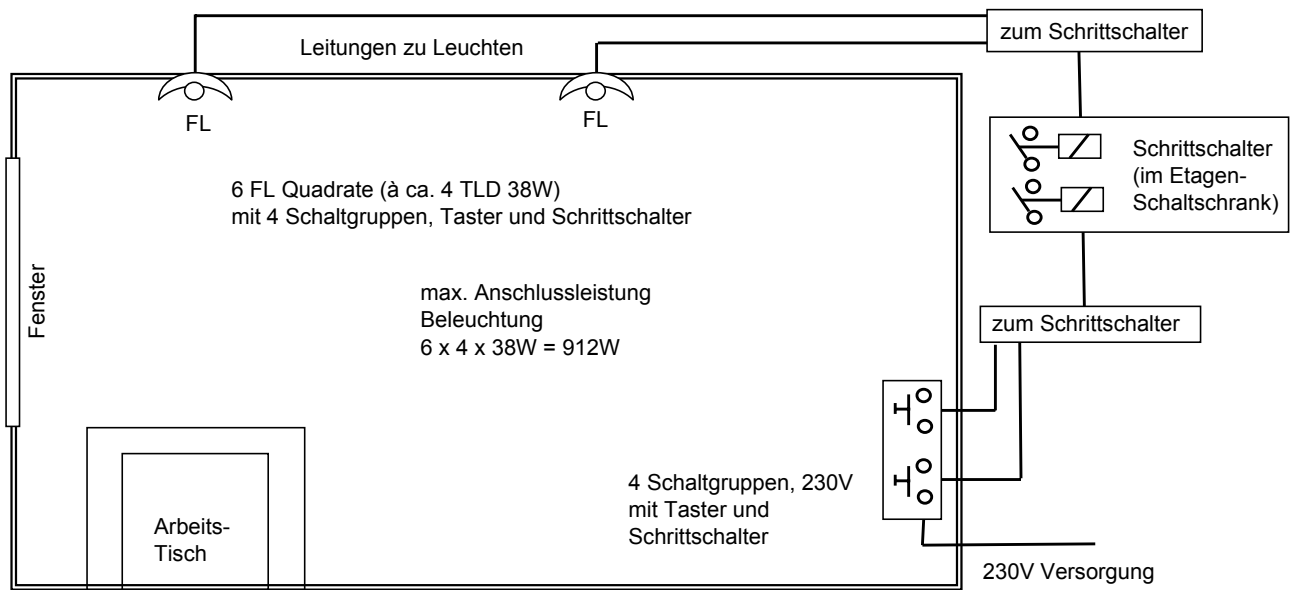 Leitungen zu Leuchten
zum Schrittschalter
FL
FL
Schrittschalter
(im Etagen-
Schaltschrank)
6 FL Quadrate (à ca. 4 TLD 38W)
mit 4 Schaltgruppen, Taster und Schrittschalter
Fenster
max. Anschlussleistung
Beleuchtung
6 x 4 x 38W = 912W
zum Schrittschalter
4 Schaltgruppen, 230V
mit Taster und
Schrittschalter
Arbeits-
Tisch
230V Versorgung